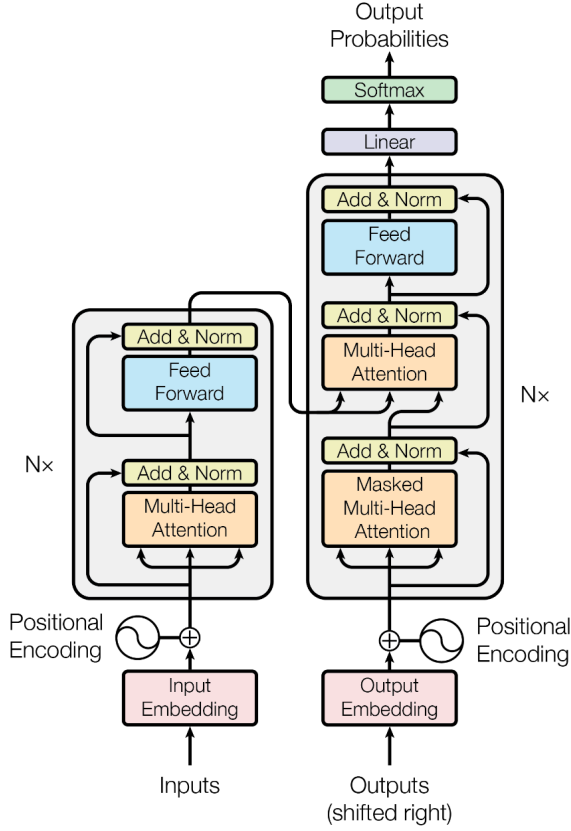 Output
Probabilities
Softmax
Linear
Add & Norm
Feed
Forward
Add & Norm
Multi-Head
Attention
Add & Norm
Masked
Multi-Head
Attention
N×
Add & Norm
Feed
Forward
Add & Norm
Multi-Head
Attention
N×
Positional
Encoding
Positional
Encoding
Input
Embedding
Output
Embedding
Inputs
Outputs
(shifted right)